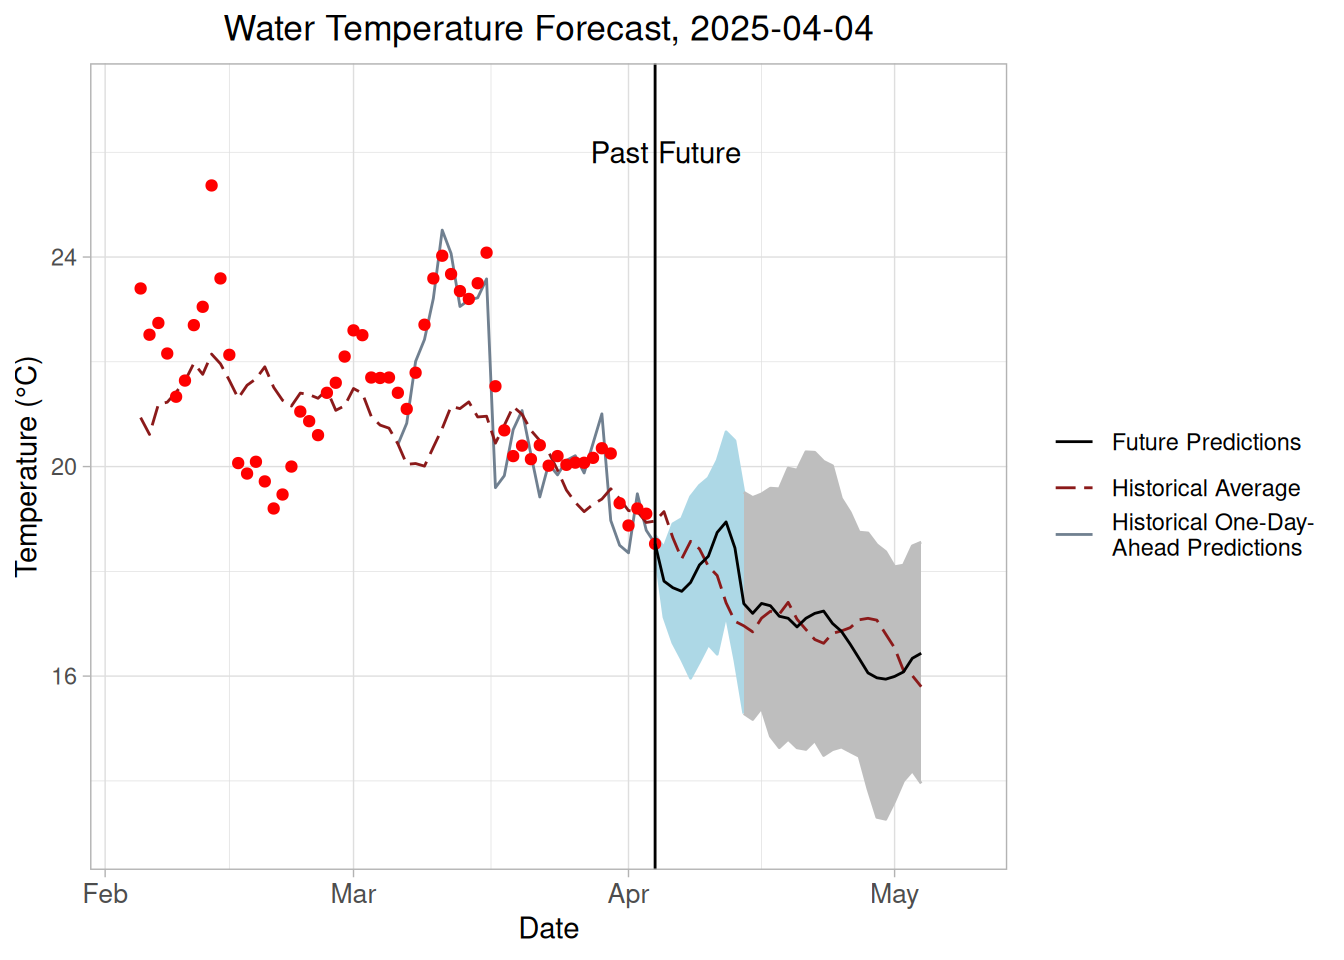 Water Temperature Forecast, 2025-04-04
Past Future
24
20
16
Temperature (°C)
Feb Mar Apr May
Date
Future Predictions
Historical Average
Historical One-Day-
Ahead Predictions